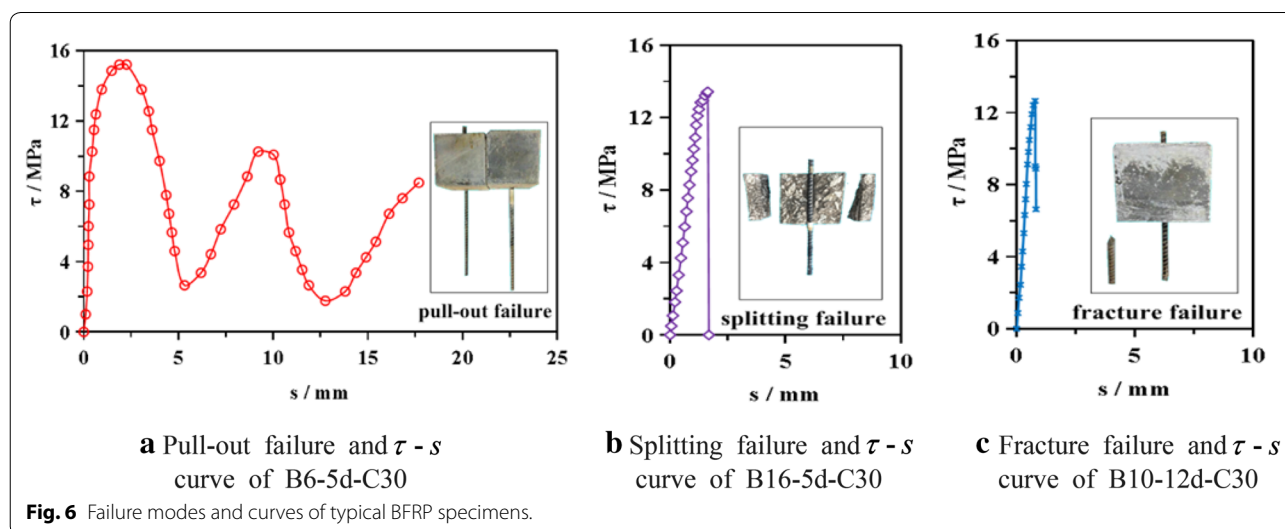 16
12
8
4
0
τ / MPa
0 5 10 15 20 25
s / mm
pull-out failure
16
12
8
4
0
τ / MPa
0 5 10
s / mm
splitting failure
16
12
8
4
0
τ / MPa
0 5 10
s / mm
fracture failure
a Pull-out failure and τ - s
curve of B6-5d-C30
b Splitting failure and τ - s
curve of B16-5d-C30
c Fracture failure and τ - s
curve of B10-12d-C30
Fig. 6 Failure modes and curves of typical BFRP specimens.